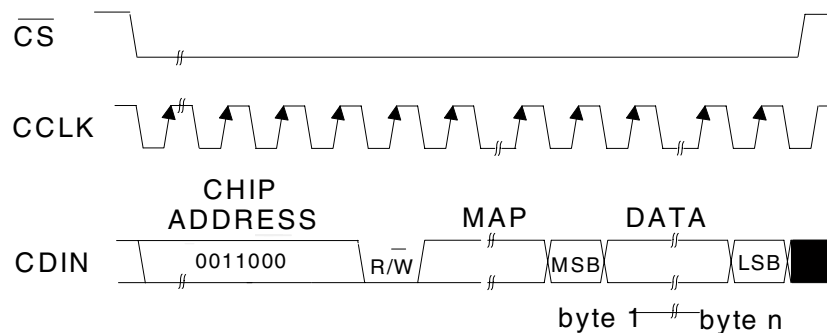 CS
CCLK
CHIP
ADDRESS
MAP
DATA
CDIN
0011000
R/W
MSB
LSB
byte 1
byte n